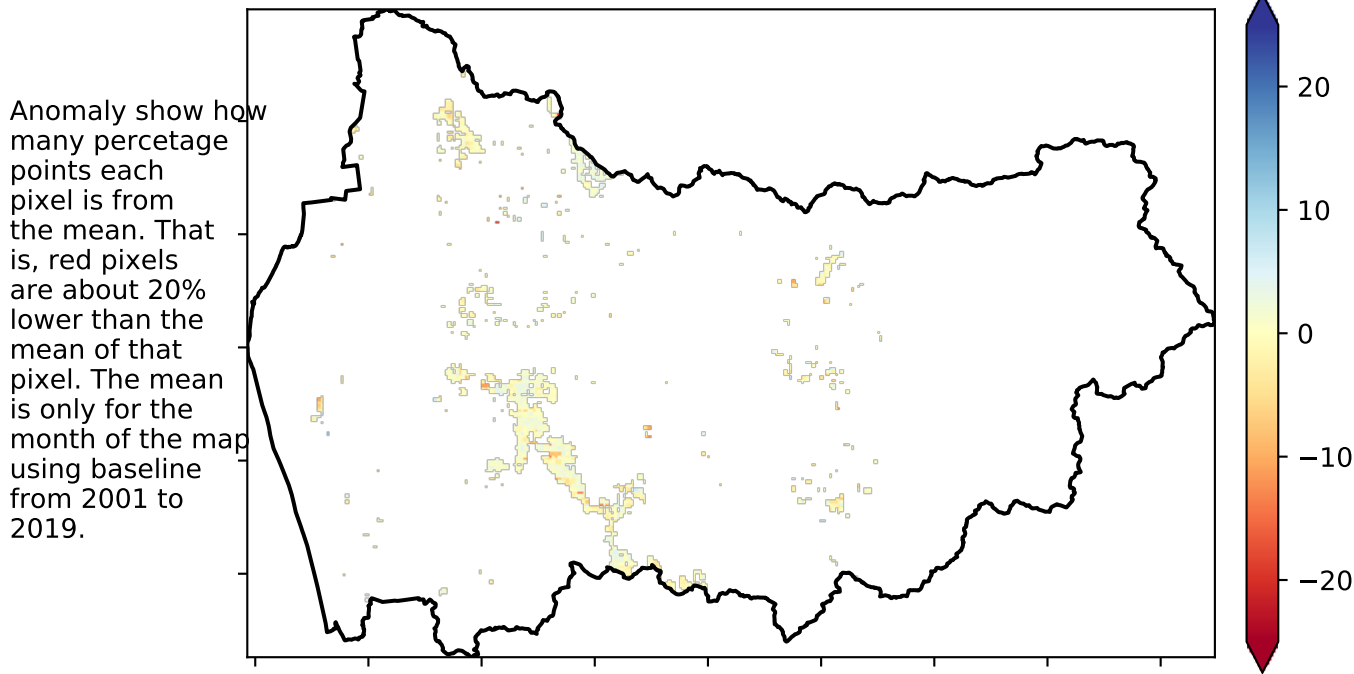 Anomaly show how
many percetage
points each
pixel is from
the mean. That
is, red pixels
are about 20%
lower than the
mean of that
pixel. The mean
is only for the
month of the map
using baseline
from 2001 to
2019.
20
10
0
−10
−20